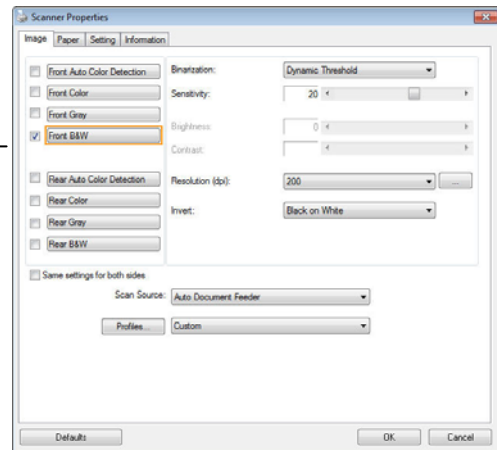 Scanner Properties
Image Paper Setting Information
Front Auto Color Detection
Front Color
Front Gray
Front B&W
Rear Auto Color Detection
Rear Color
Rear Gray
Rear B&W
Binarization: Dynamic Threshold
Sensitivity: 20
Brightness: 0
Contrast:
Resolution (dpi): 200 ...
Invert: Black on White
Same settings for both sides
Scan Source: Auto Document Feeder
Profiles... Custom
Defaults OK Cancel